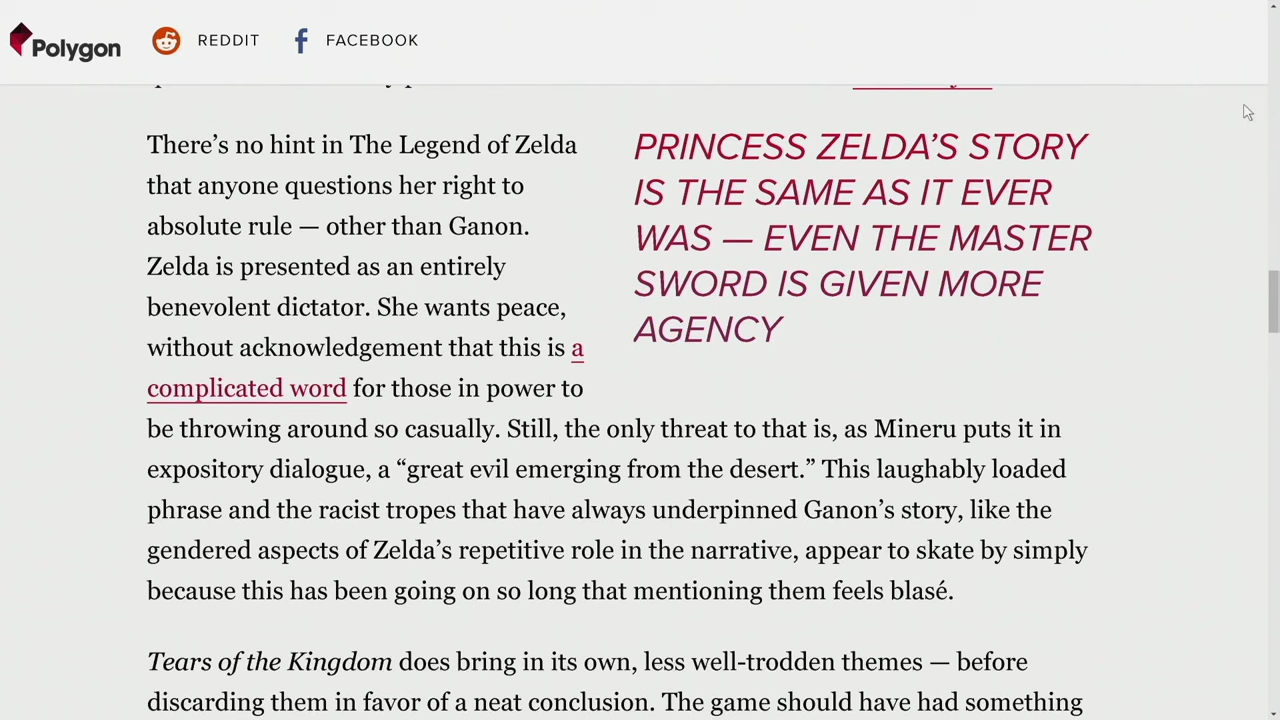 Polygon
REDDIT
FACEBOOK
There’s no hint in The Legend of Zelda
that anyone questions her right to
absolute rule — other than Ganon.
Zelda is presented as an entirely
benevolent dictator. She wants peace,
without acknowledgement that this is a
complicated word for those in power to
PRINCESS ZELDA’S STORY
IS THE SAME AS IT EVER
WAS — EVEN THE MASTER
SWORD IS GIVEN MORE
AGENCY
be throwing around so casually. Still, the only threat to that is, as Mineru puts it in
expository dialogue, a “great evil emerging from the desert.” This laughably loaded
phrase and the racist tropes that have always underpinned Ganon’s story, like the
gendered aspects of Zelda’s repetitive role in the narrative, appear to skate by simply
because this has been going on so long that mentioning them feels blasé.
Tears of the Kingdom does bring in its own, less well-trodden themes — before
discarding them in favor of a neat conclusion. The game should have had something